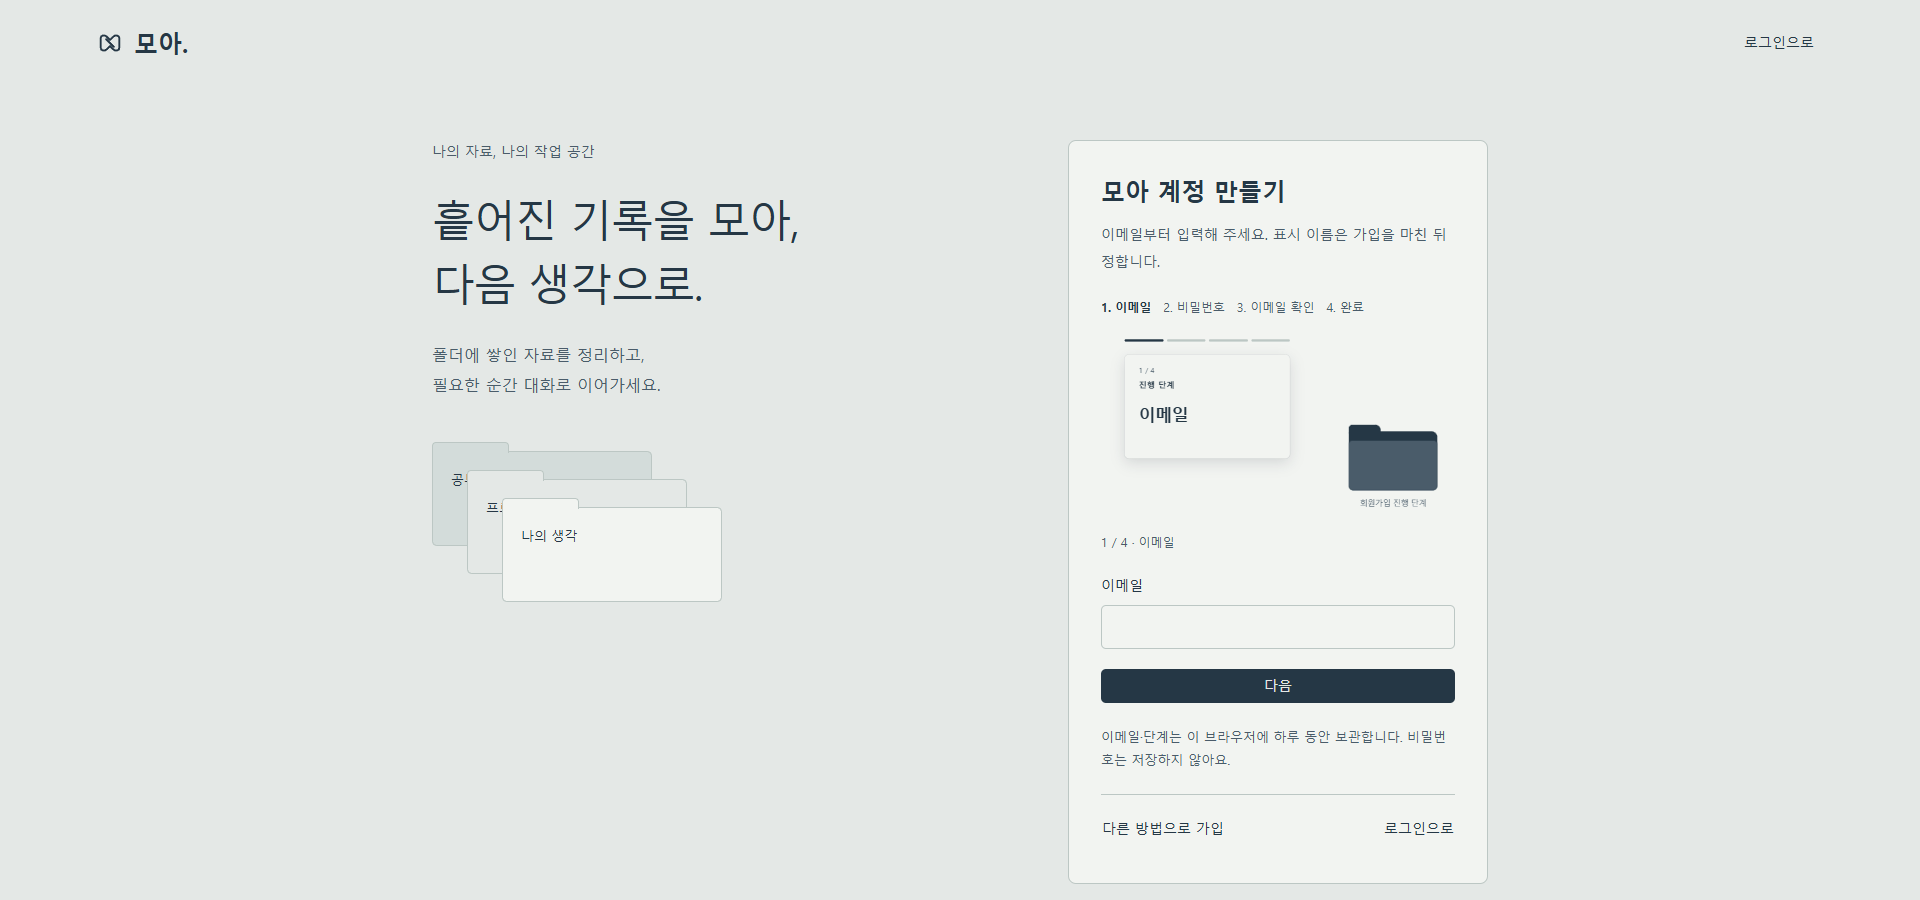 모아.
로그인으로
나의 자료, 나의 작업 공간
흩어진 기록을 모아,
다음 생각으로.
폴더에 쌓인 자료를 정리하고,
필요한 순간 대화로 이어가세요.
나의 생각
모아 계정 만들기
이메일부터 입력해 주세요. 표시 이름은 가입을 마친 뒤
정합니다.
1. 이메일 2. 비밀번호 3. 이메일 확인 4. 완료
1 / 4
진행 단계
이메일
회원가입 진행 단계
1 / 4 · 이메일
이메일
다음
이메일·단계는 이 브라우저에 하루 동안 보관합니다. 비밀번
호는 저장하지 않아요.
다른 방법으로 가입 로그인으로